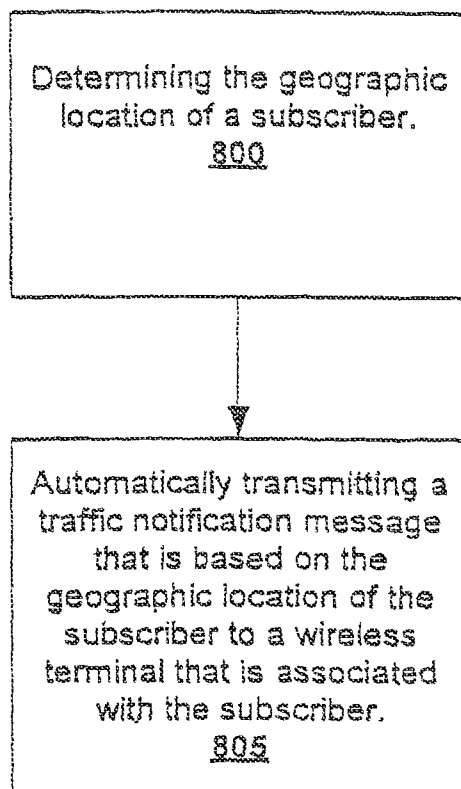 Determining the geographic
location of a subscriber.
800
Automatically transmitting a
traffic notification message
that is based on the
geographic location of the
subscriber to a wireless
terminal that is associated
with the subscriber.
805